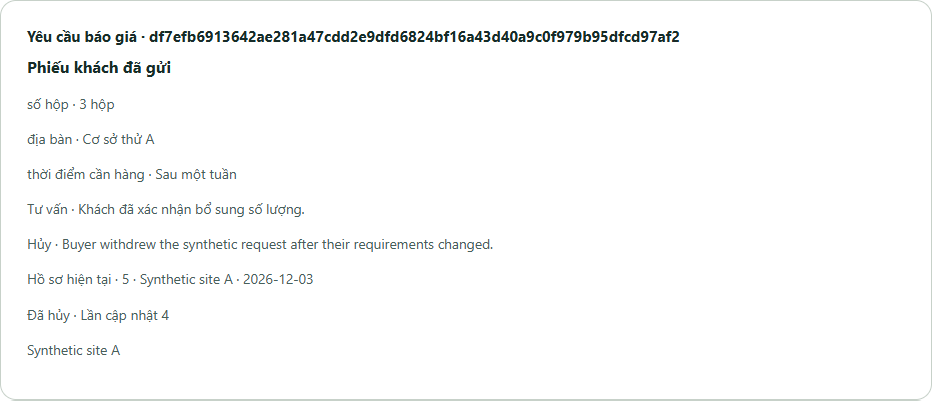 Yêu cầu báo giá · df7efb6913642ae281a47cdd2e9dfd6824bf16a43d40a9c0f979b95dfcd97af2
Phiếu khách đã gửi
số hộp · 3 hộp
địa bàn · Cơ sở thử A
thời điểm cần hàng · Sau một tuần
Tư vấn · Khách đã xác nhận bổ sung số lượng.
Hủy · Buyer withdrew the synthetic request after their requirements changed.
Hồ sơ hiện tại · 5 · Synthetic site A · 2026-12-03
Đã hủy · Lần cập nhật 4
Synthetic site A